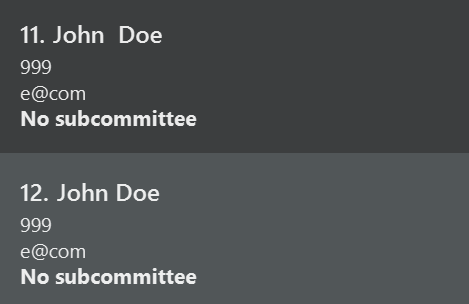 11. John  Doe
999
e@com
No subcommittee
12. John Doe
999
e@com
No subcommittee